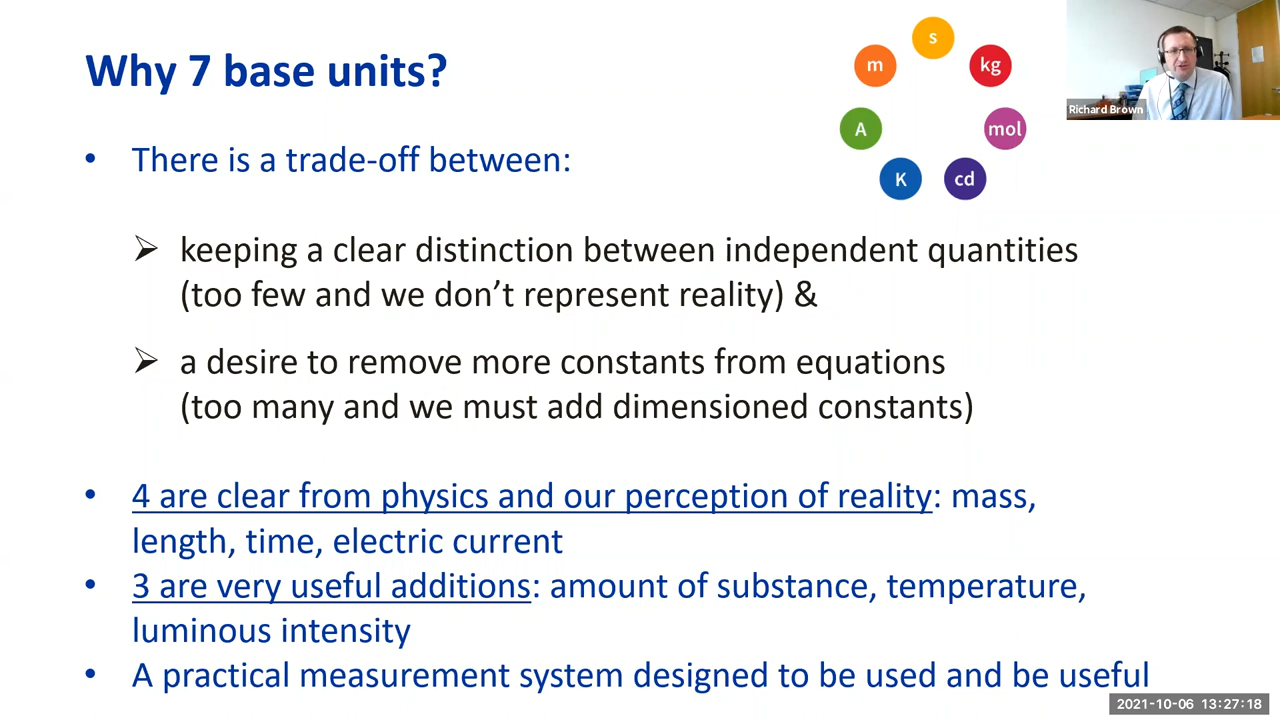 Why 7 base units?
s
m
kg
A
mol
K
cd
Richard Brown
• There is a trade-off between:
➢ keeping a clear distinction between independent quantities
(too few and we don’t represent reality) &
➢ a desire to remove more constants from equations
(too many and we must add dimensioned constants)
• 4 are clear from physics and our perception of reality: mass,
length, time, electric current
• 3 are very useful additions: amount of substance, temperature,
luminous intensity
• A practical measurement system designed to be used and be useful
2021-10-06 13:27:18